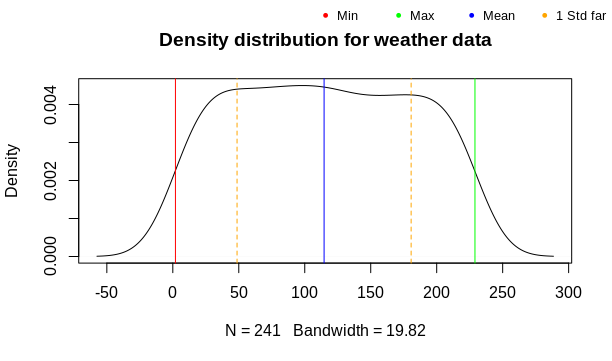 Min Max Mean 1 Std far
Density distribution for weather data
Density
0.004
0.002
0.000
-50 0 50 100 150 200 250 300
N = 241 Bandwidth = 19.82